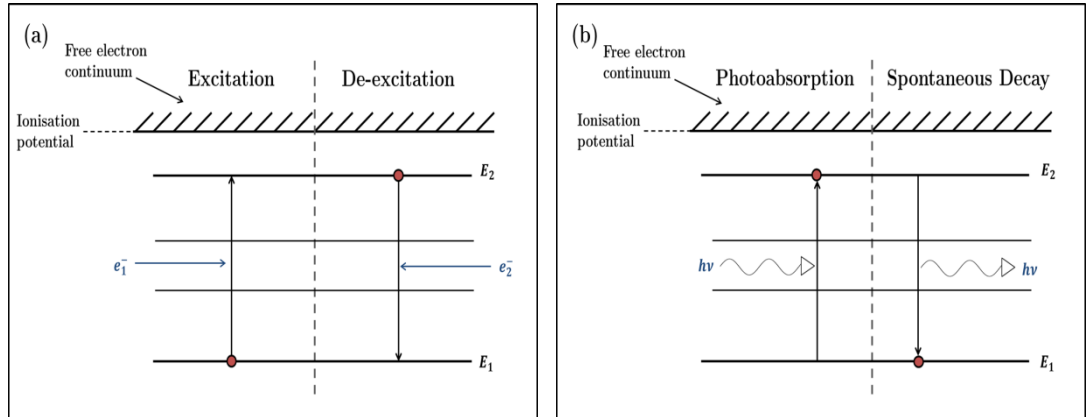 (a)
Free electron
continuum
Excitation
De-excitation
Ionisation
potential
E₂
e₁⁻
e₂⁻
E₁
(b)
Free electron
continuum
Photoabsorption
Spontaneous Decay
Ionisation
potential
E₂
hν
hν
E₁